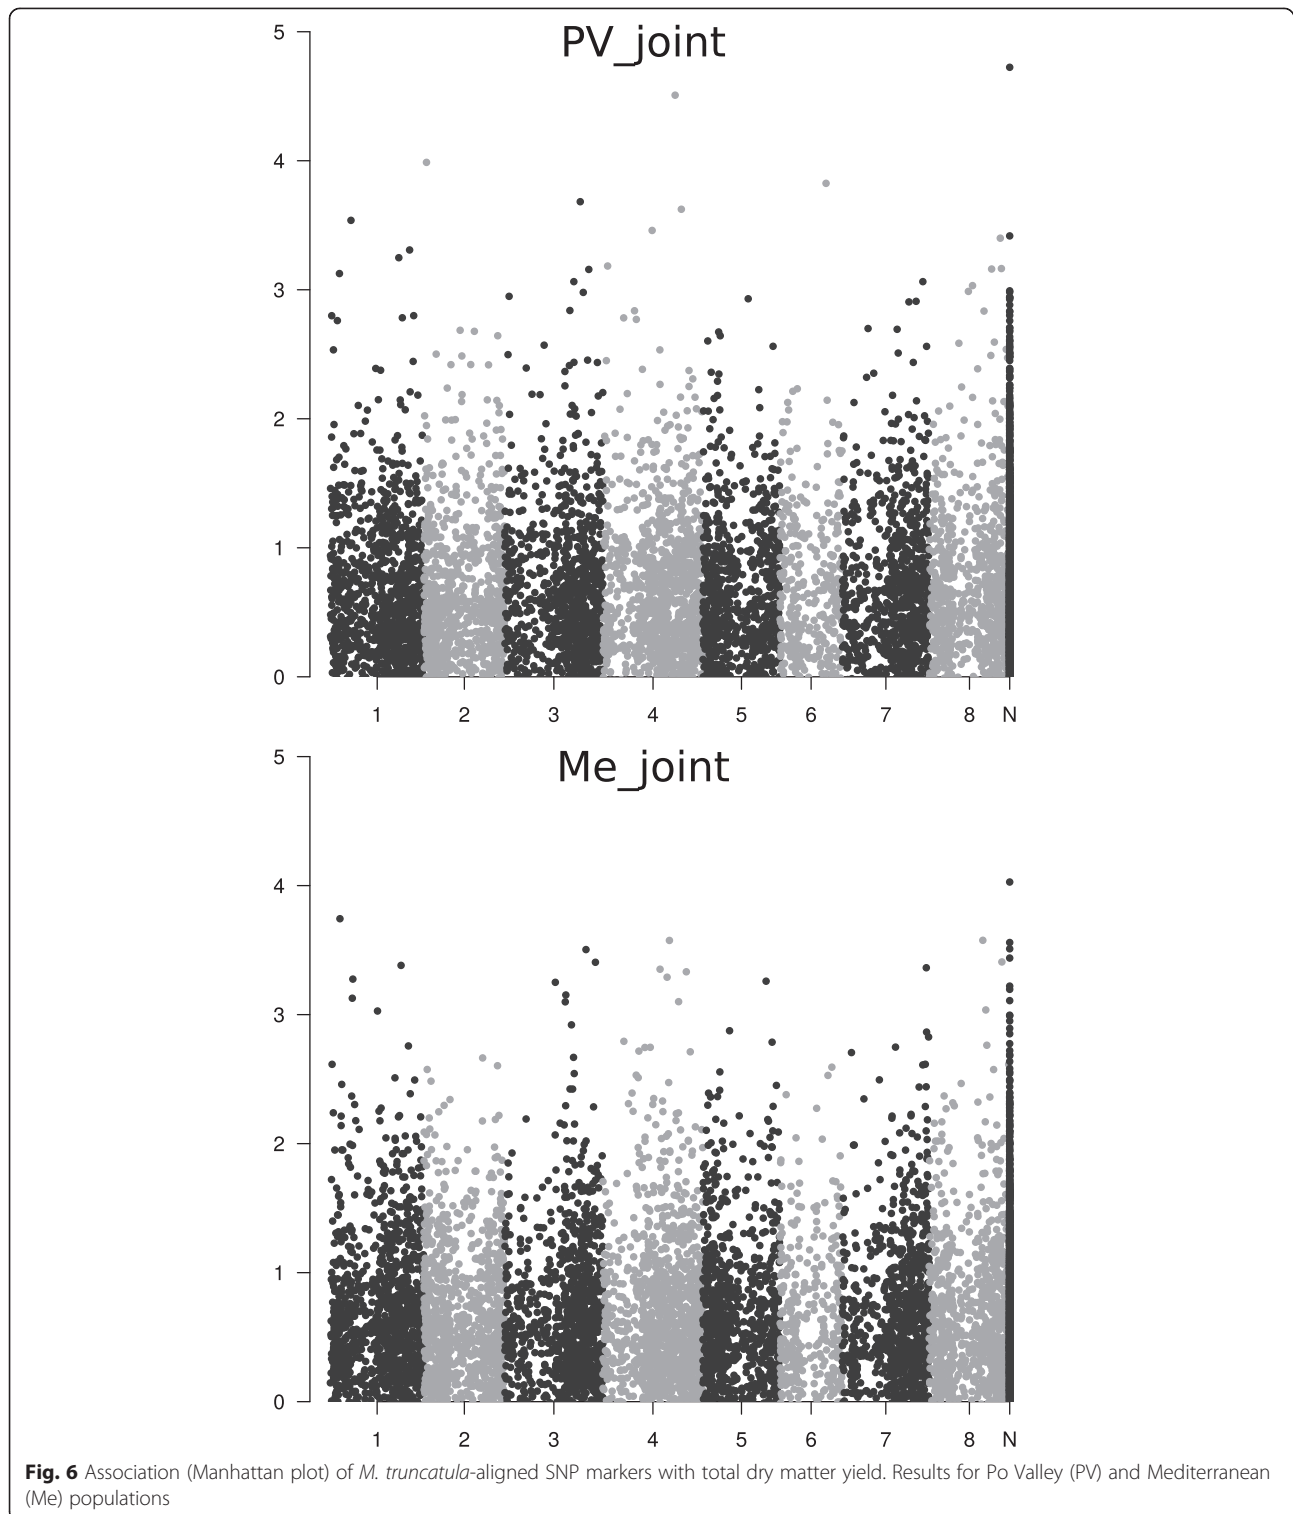 PV_joint
5
4
3
2
1
0
1 2 3 4 5 6 7 8 N
Me_joint
5
4
3
2
1
0
1 2 3 4 5 6 7 8 N
Fig. 6 Association (Manhattan plot) of M. truncatula-aligned SNP markers with total dry matter yield. Results for Po Valley (PV) and Mediterranean
(Me) populations